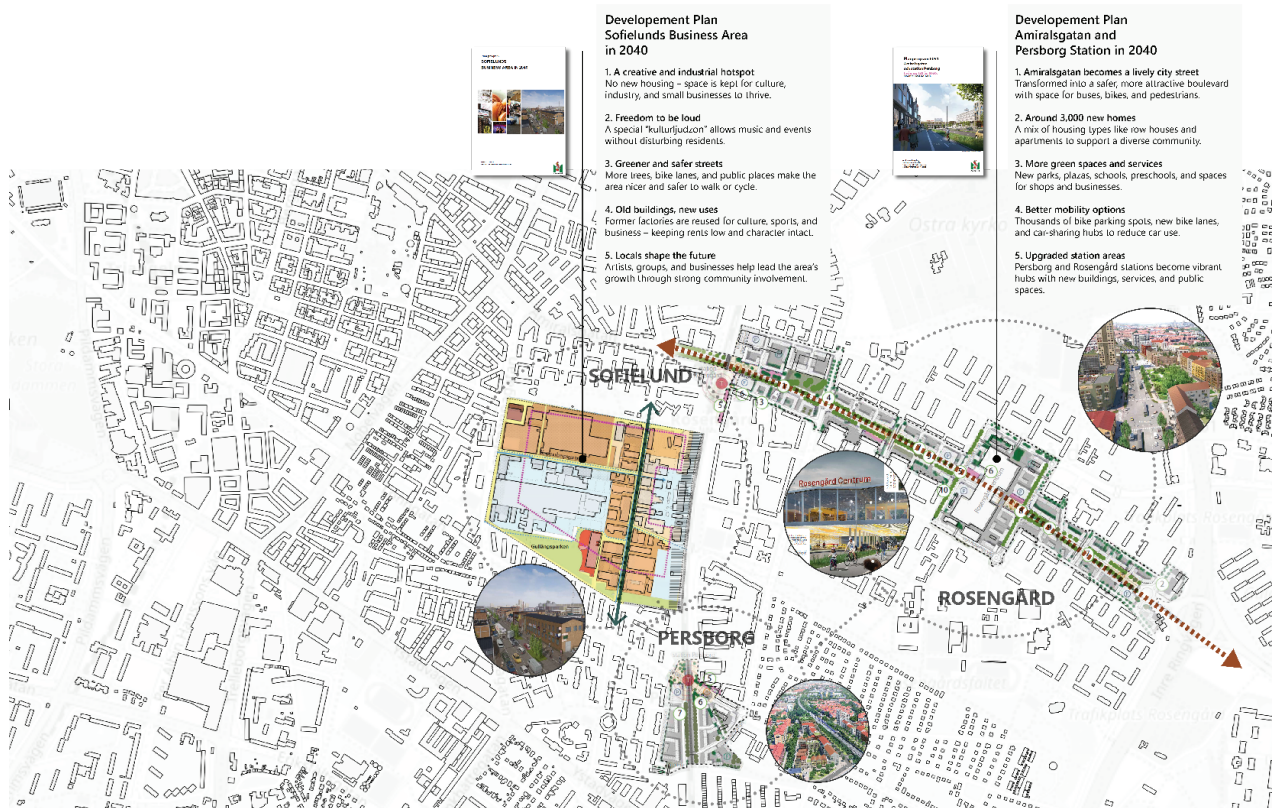 Developement Plan
Sofielunds Business Area
in 2040
1. A creative and industrial hotspot
No new housing – space is kept for culture,
industry, and small businesses to thrive.
2. Freedom to be loud
A special "kulturljudzon" allows music and events
without disturbing residents.
3. Greener and safer streets
More trees, bike lanes, and public places make the
area nicer and safer to walk or cycle.
4. Old buildings, new uses
Former factories are reused for culture, sports, and
business – keeping rents low and character intact.
5. Locals shape the future
Artists, groups, and businesses help lead the area's
growth through strong community involvement.
Developement Plan
Amiralsgatan and
Persborg Station in 2040
1. Amiralsgatan becomes a lively city street
Transformed into a safer, more attractive boulevard
with space for buses, bikes, and pedestrians.
2. Around 3,000 new homes
A mix of housing types like row houses and
apartments to support a diverse community.
3. More green spaces and services
New parks, plazas, schools, preschools, and spaces
for shops and businesses.
4. Better mobility options
Thousands of bike parking spots, new bike lanes,
and car-sharing hubs to reduce car use.
5. Upgraded station areas
Persborg and Rosengård stations become vibrant
hubs with new buildings, services, and public
spaces.
SOFIELUNDS
BUSINESS AREA IN 2040
Östra kyrko
SOFIELUND
3
6
10
Rosengård Centrum
ROSENGÅRD
PERSBORG
6
7
Trafikplats Rosengård